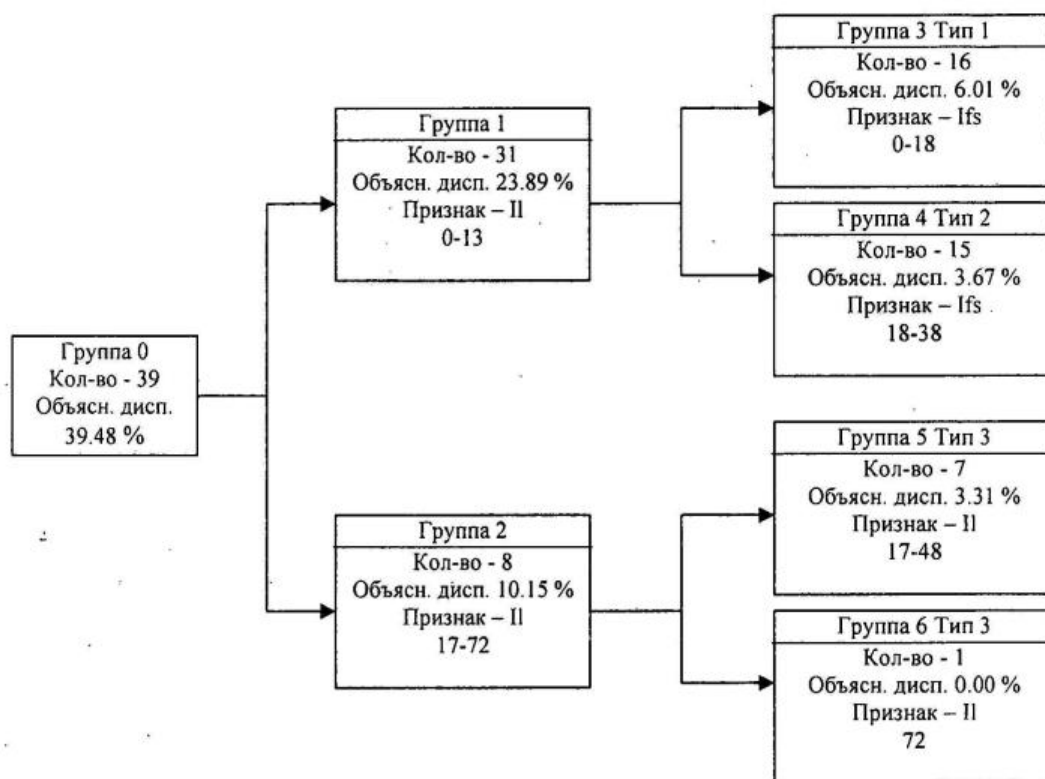 Группа 0
Кол-во - 39
Объясн. дисп.
39.48 %
Группа 1
Кол-во - 31
Объясн. дисп. 23.89 %
Признак – Il
0-13
Группа 2
Кол-во - 8
Объясн. дисп. 10.15 %
Признак – Il
17-72
Группа 3 Тип 1
Кол-во - 16
Объясн. дисп. 6.01 %
Признак – Ifs
0-18
Группа 4 Тип 2
Кол-во - 15
Объясн. дисп. 3.67 %
Признак – Ifs
18-38
Группа 5 Тип 3
Кол-во - 7
Объясн. дисп. 3.31 %
Признак – Il
17-48
Группа 6 Тип 3
Кол-во - 1
Объясн. дисп. 0.00 %
Признак – Il
72